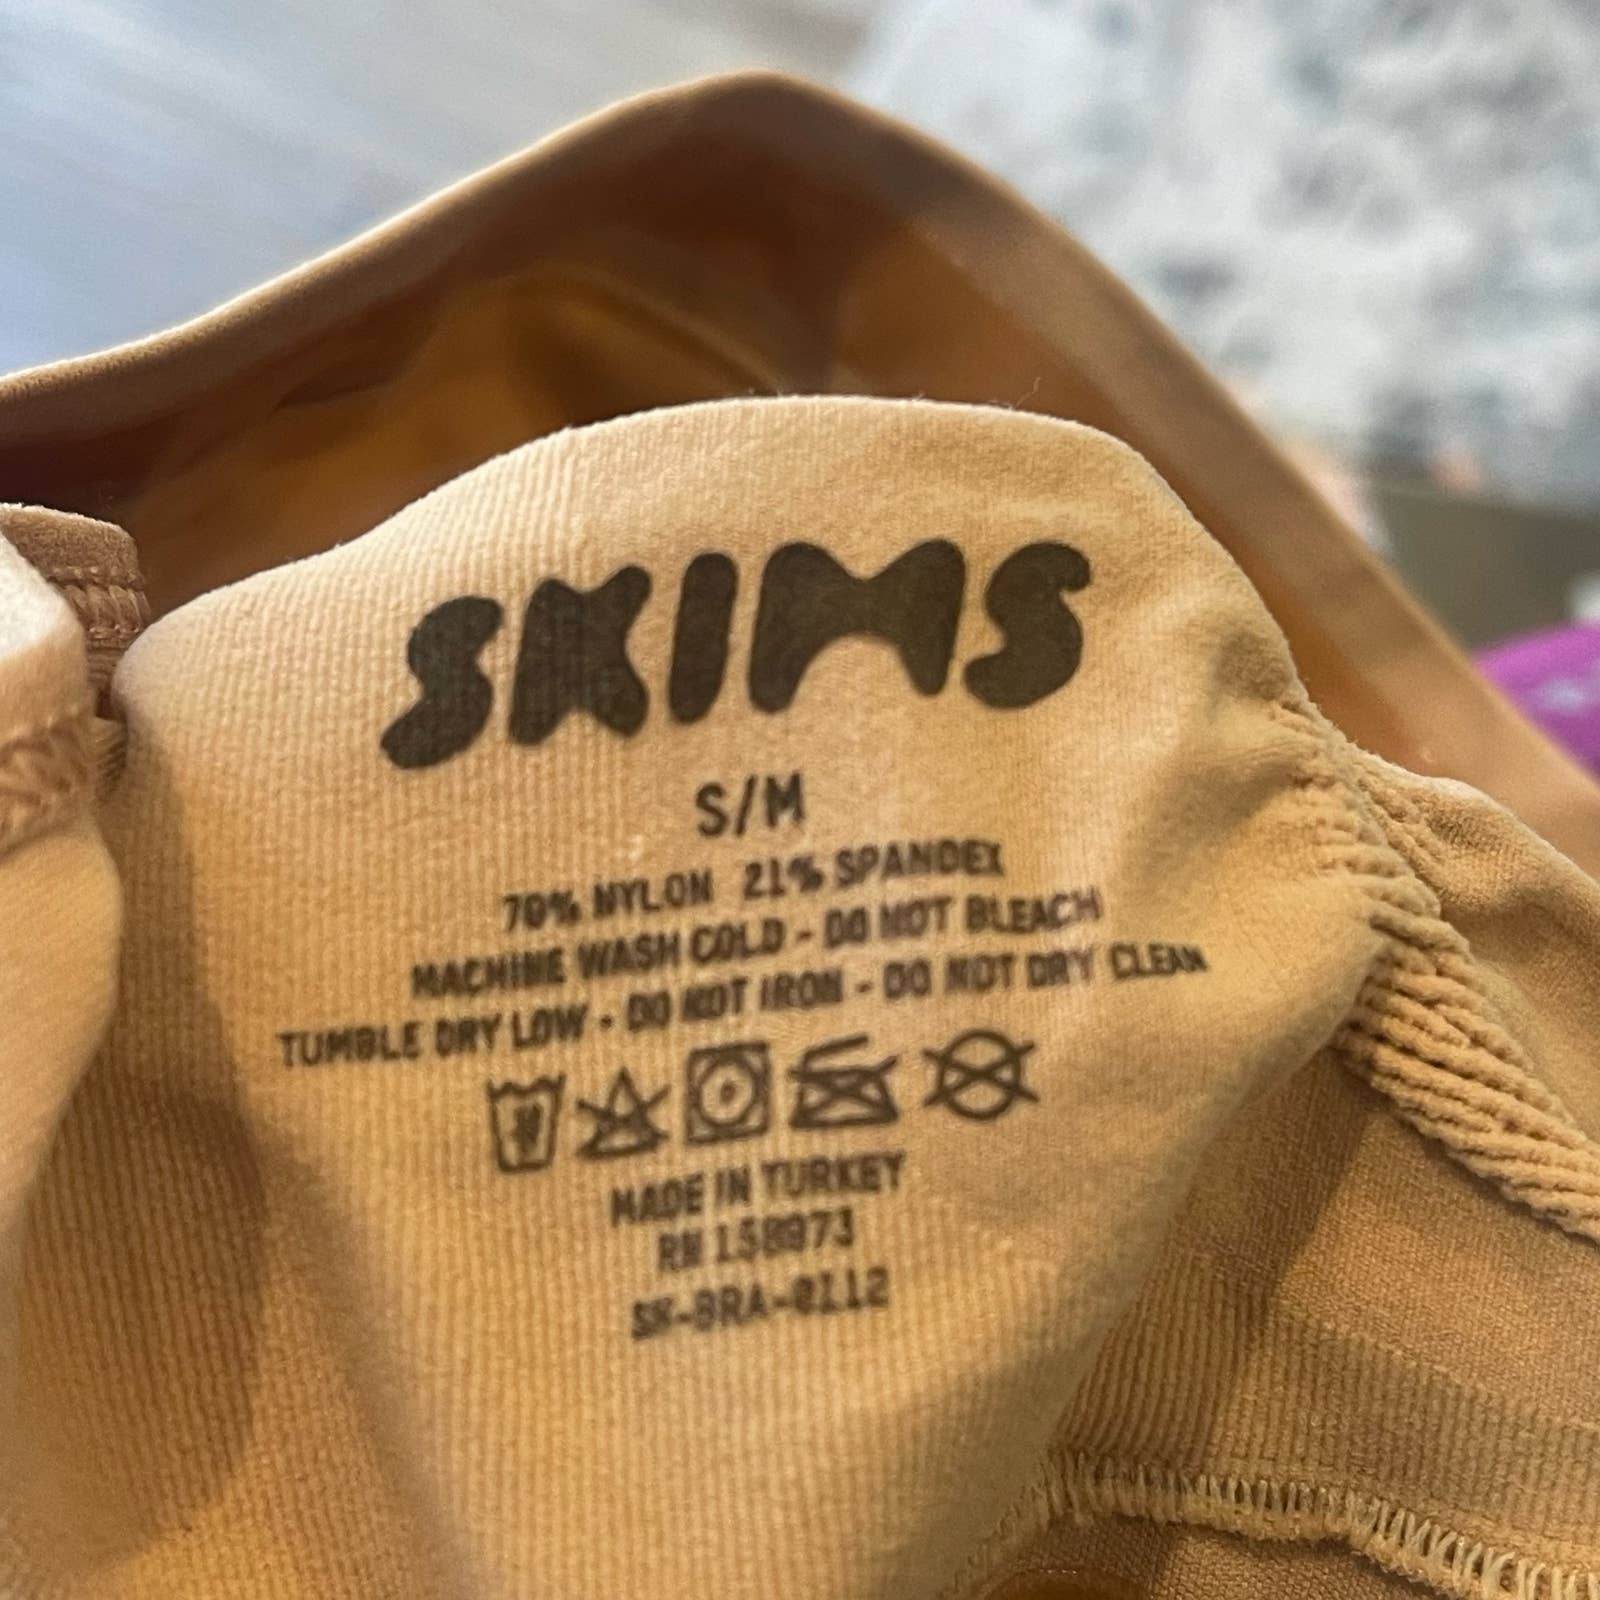 SKIMS
S/M
79% NYLON 21% SPANDEX
MACHINE WASH COLD - DO NOT BLEACH
TUMBLE DRY LOW - DO NOT IRON - DO NOT DRY CLEAN
MADE IN TURKEY
RN 158973
SK-BRA-0112